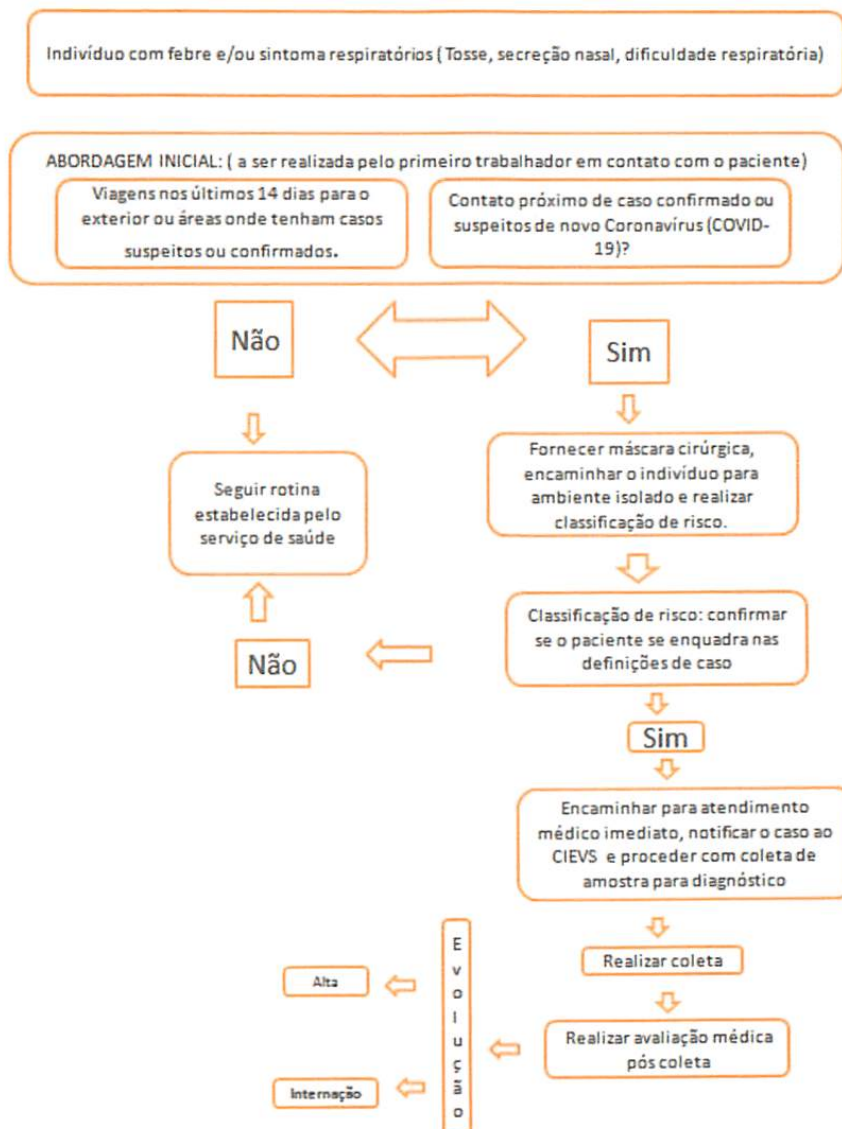 Indivíduo com febre e/ou sintoma respiratórios ( Tosse, secreção nasal, dificuldade respiratória)
ABORDAGEM INICIAL: ( a ser realizada pelo primeiro trabalhador em contato com o paciente)
Viagens nos últimos 14 dias para o
exterior ou áreas onde tenham casos
suspeitos ou confirmados.
Contato próximo de caso confirmado ou
suspeitos de novo Coronavírus (COVID-
19)?
Não
Sim
Seguir rotina
estabelecida pelo
serviço de saúde
Fornecer máscara cirúrgica,
encaminhar o indivíduo para
ambiente isolado e realizar
classificação de risco.
Não
Classificação de risco: confirmar
se o paciente se enquadra nas
definições de caso
Sim
Encaminhar para atendimento
médico imediato, notificar o caso ao
CIEVS e proceder com coleta de
amostra para diagnóstico
Realizar coleta
Realizar avaliação médica
pós coleta
Evolução
Alta
Internação